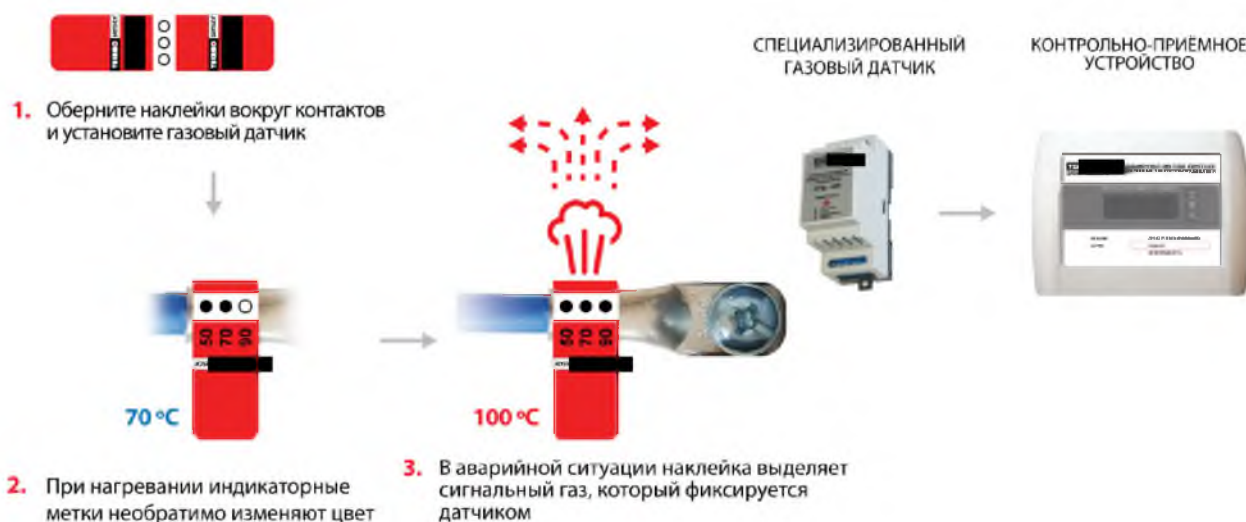 1. Оберните наклейки вокруг контактов
и установите газовый датчик
СПЕЦИАЛИЗИРОВАННЫЙ
ГАЗОВЫЙ ДАТЧИК
КОНТРОЛЬНО-ПРИЁМНОЕ
УСТРОЙСТВО
50 70 90
70 °C
50 70 90
100 °C
2. При нагревании индикаторные
метки необратимо изменяют цвет
3. В аварийной ситуации наклейка выделяет
сигнальный газ, который фиксируется
датчиком